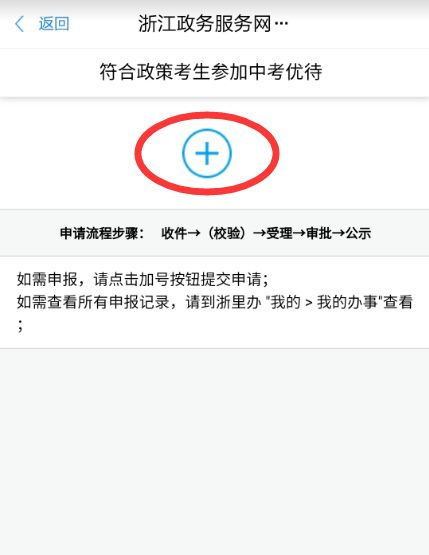 返回
浙江政务服务网···
符合政策考生参加中考优待
申请流程步骤： 收件→（校验）→受理→审批→公示
如需申报，请点击加号按钮提交申请；
如需查看所有申报记录，请到浙里办 "我的 > 我的办事"查看
；